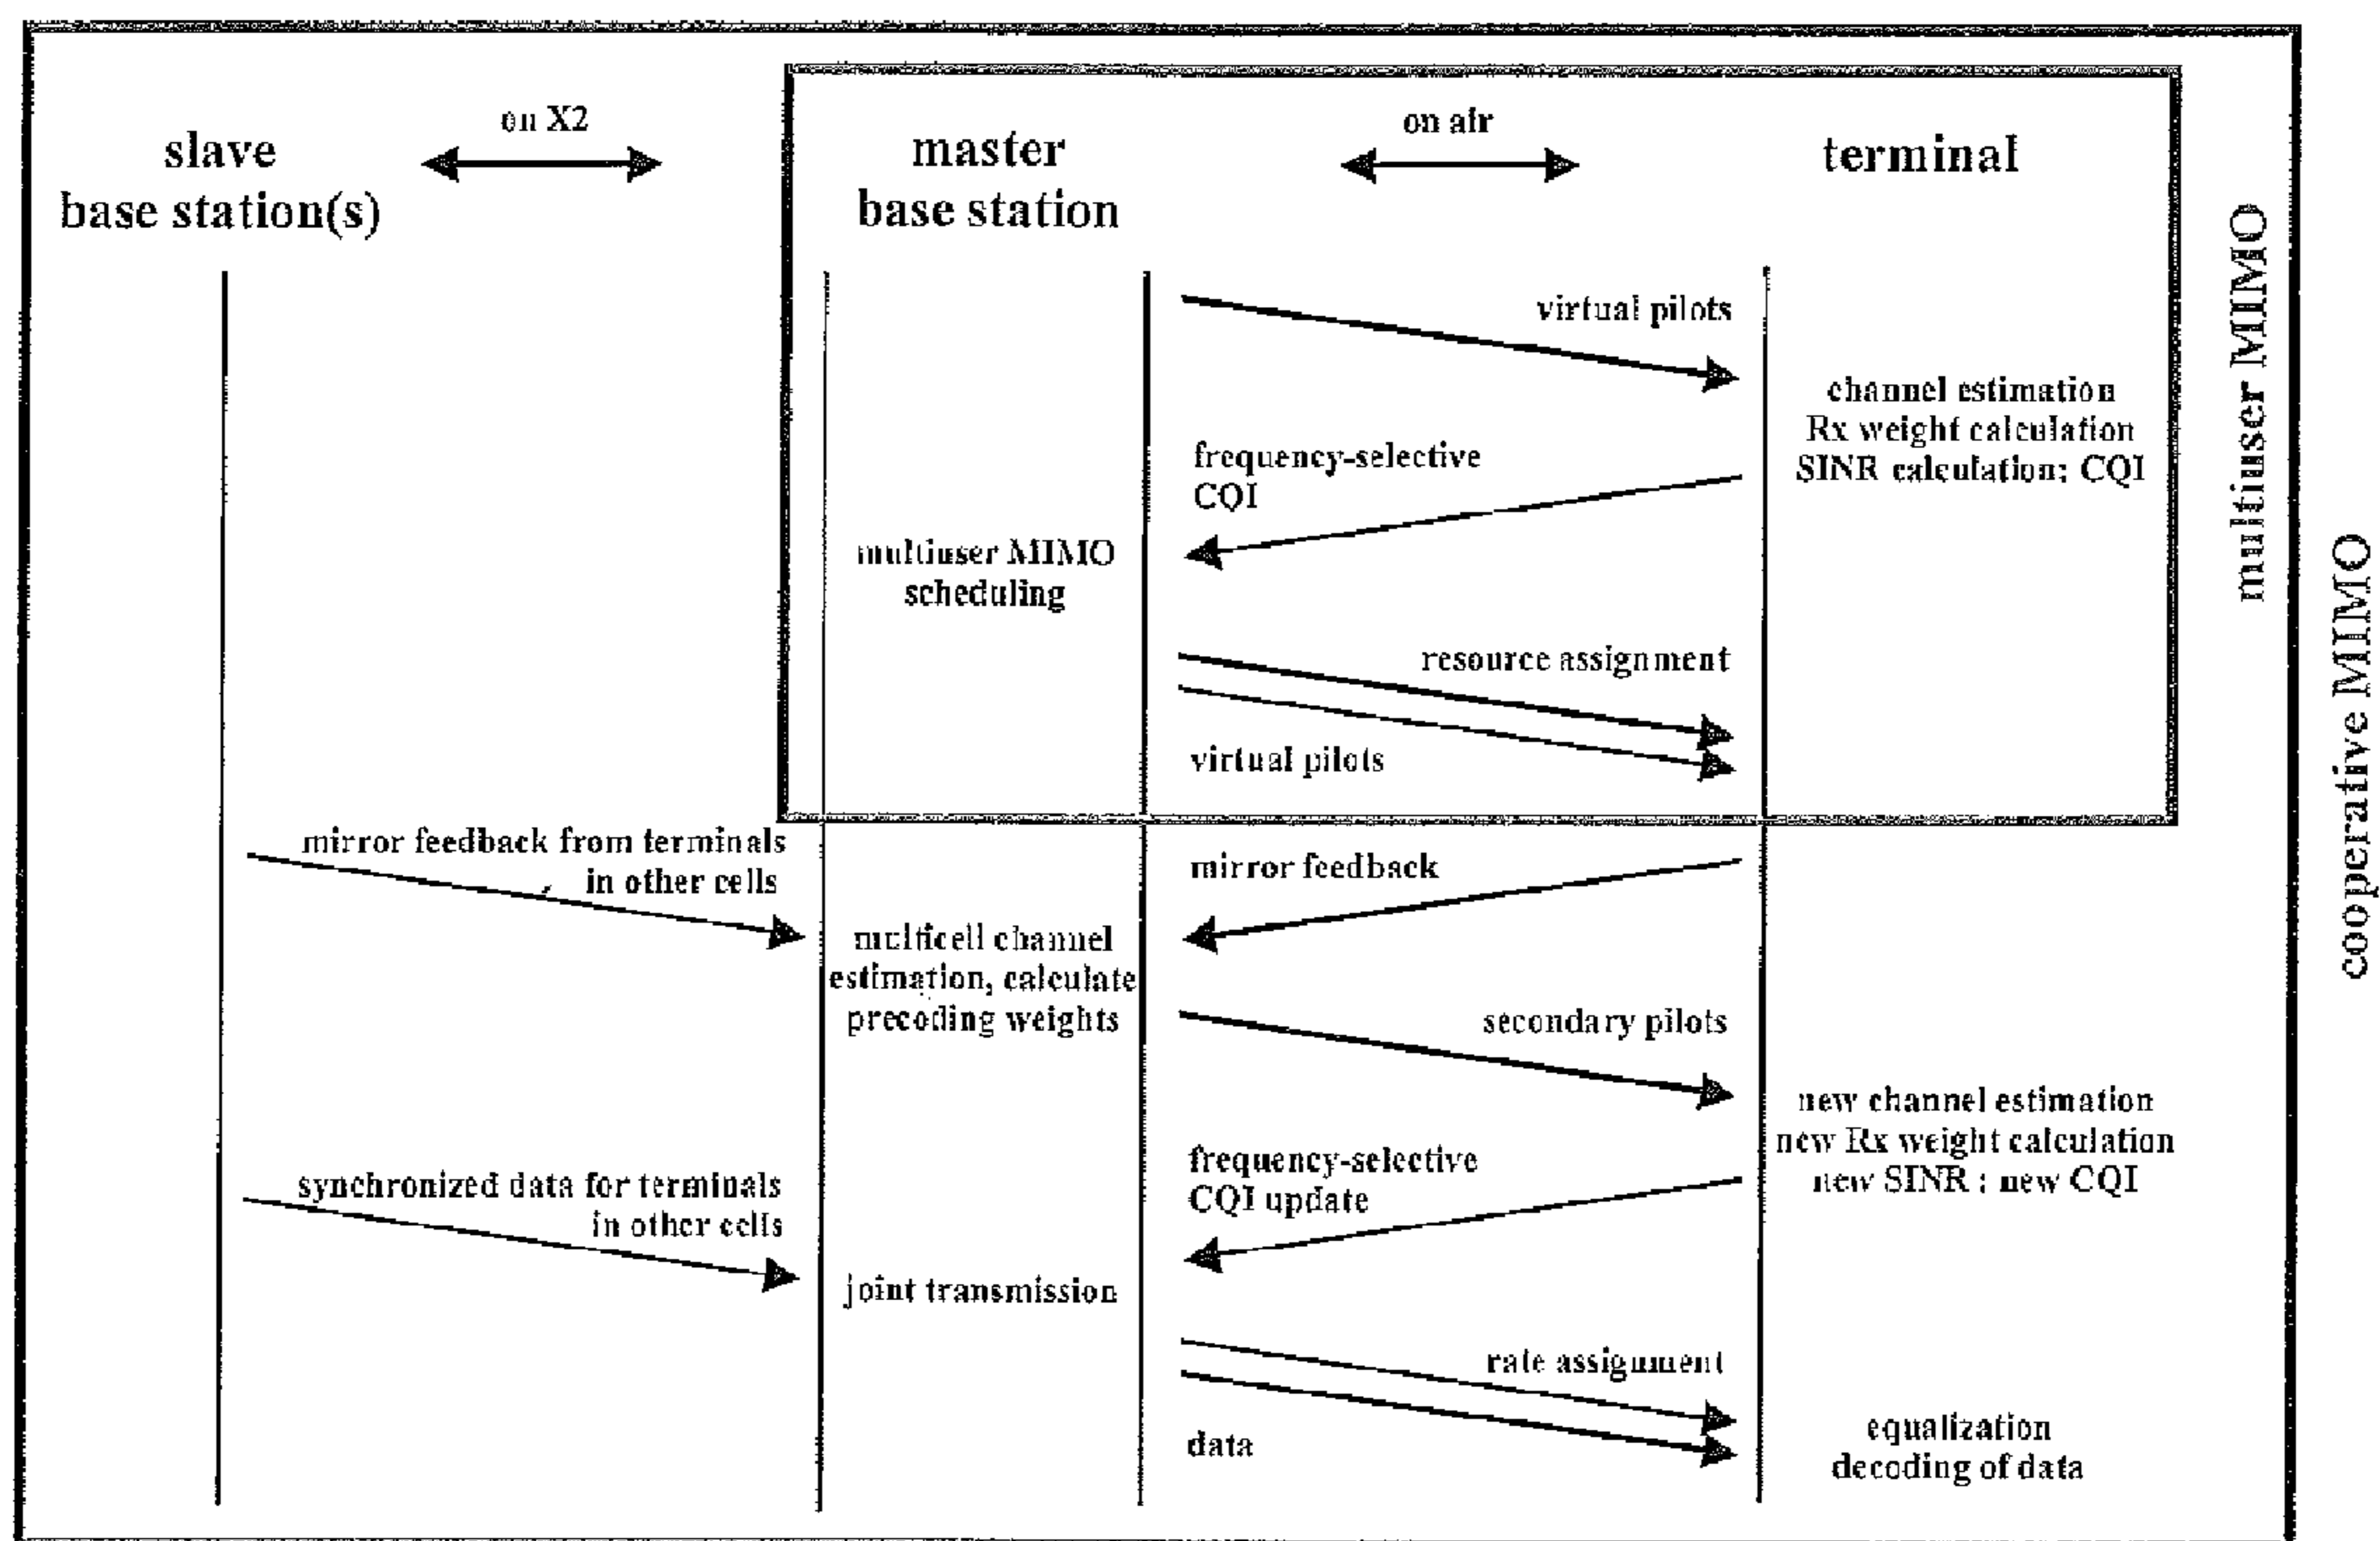 slave
base station(s)
on X2
master
base station
on air
terminal
virtual pilots
channel estimation
Rx weight calculation
SINR calculation; CQI
frequency-selective
CQI
multiuser MIMO
scheduling
resource assignment
virtual pilots
multiuser MIMO
cooperative MIMO
mirror feedback from terminals
in other cells
mirror feedback
multicell channel
estimation, calculate
precoding weights
secondary pilots
new channel estimation
new Rx weight calculation
new SINR ; new CQI
frequency-selective
CQI update
synchronized data for terminals
in other cells
joint transmission
rate assignment
data
equalization
decoding of data